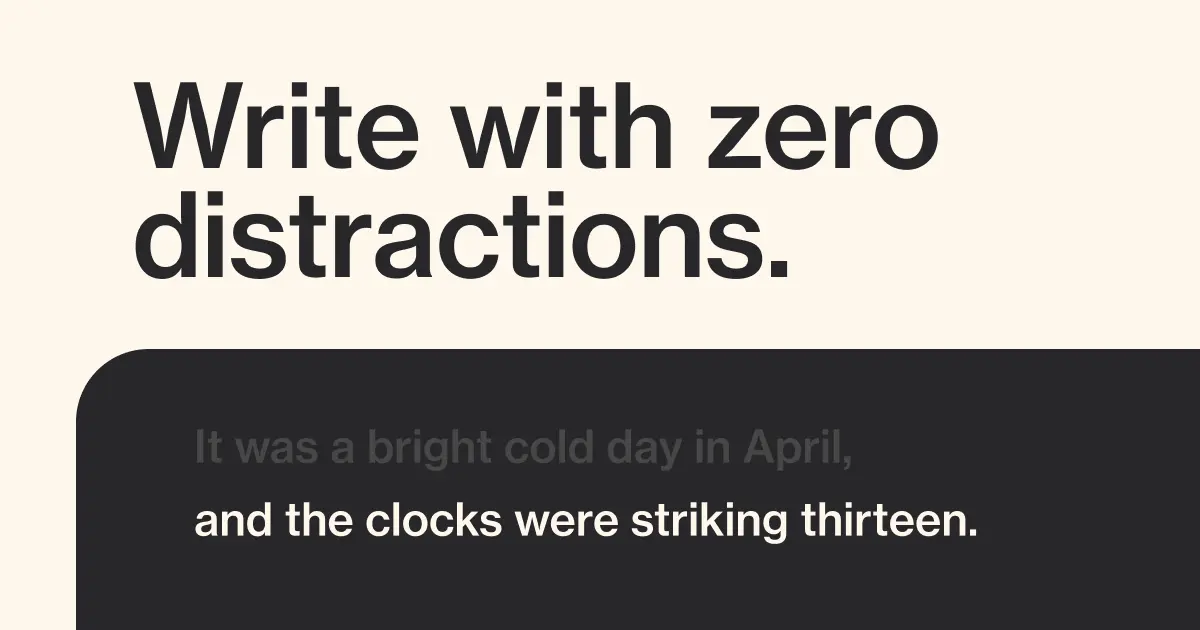 Write with zero
distractions.
It was a bright cold day in April,
and the clocks were striking thirteen.